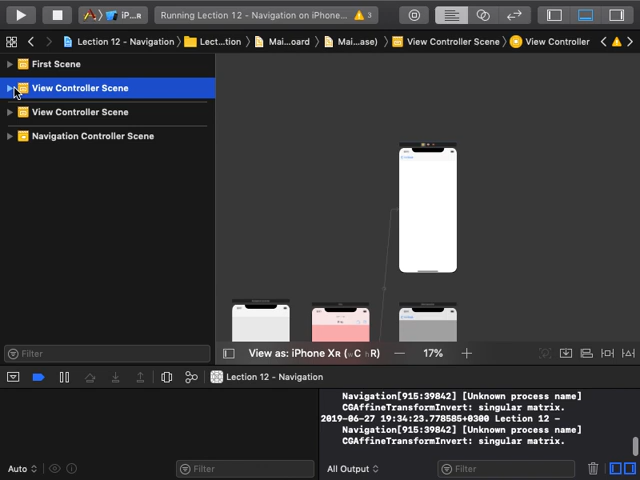 iP...R
Running Lection 12 - Navigation on iPhone...
3
Lection 12 - Navigation
Lect...tion
Mai...oard
Mai...ase)
View Controller Scene
View Controller
First Scene
View Controller Scene
View Controller Scene
Navigation Controller Scene
Filter
View as: iPhone XR (wC hR)
17%
Lection 12 - Navigation
Navigation[915:39842] [Unknown process name]
CGAffineTransformInvert: singular matrix.
2019-06-27 19:34:23.778585+0300 Lection 12 -
Navigation[915:39842] [Unknown process name]
CGAffineTransformInvert: singular matrix.
Auto
Filter
All Output
Filter